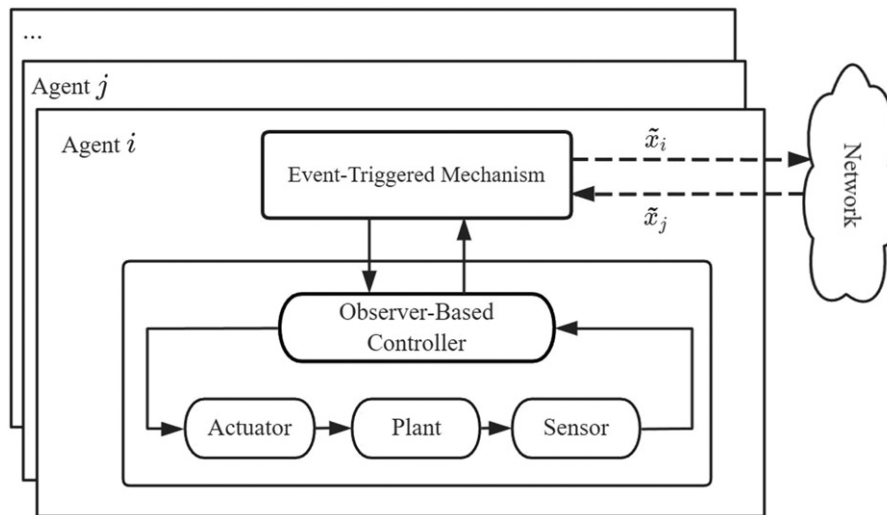 ...
Agent j
Agent i
Event-Triggered Mechanism
x̃ᵢ
x̃ⱼ
Network
Observer-Based
Controller
Actuator
Plant
Sensor